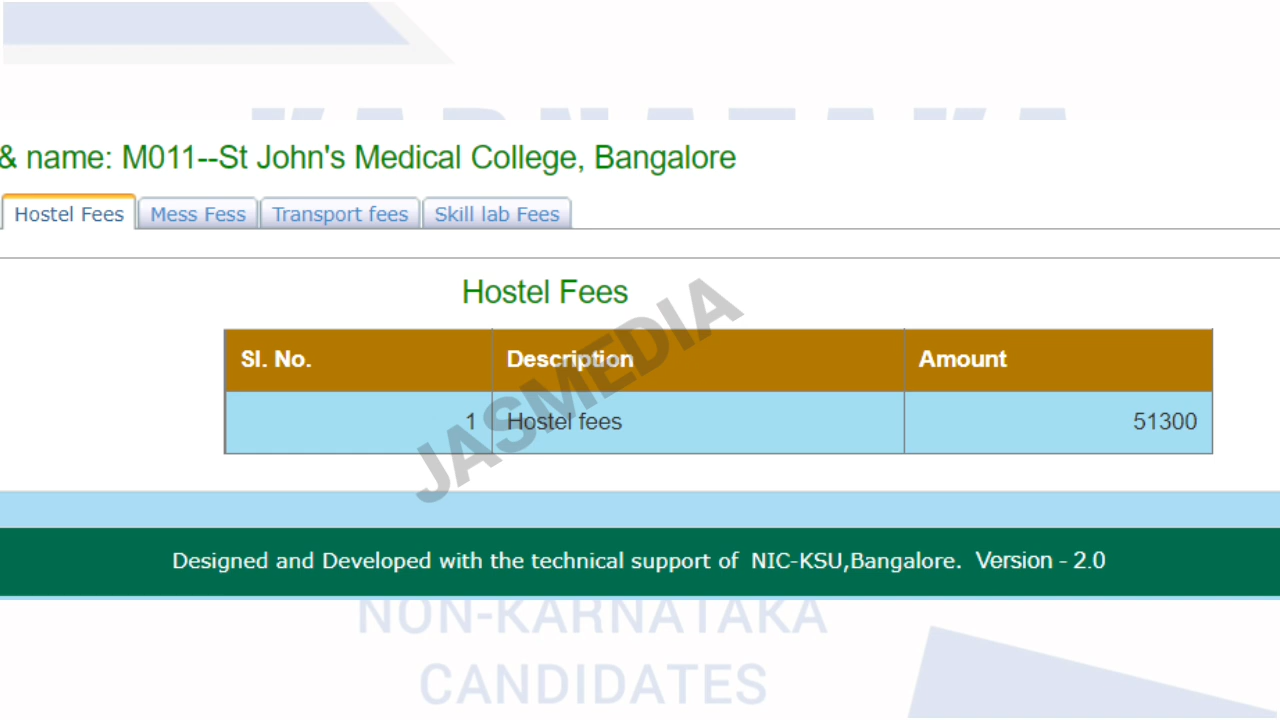 KARNATAKA
& name: M011--St John's Medical College, Bangalore
Hostel Fees Mess Fess Transport fees Skill lab Fees
Hostel Fees
Sl. No. Description Amount
1 Hostel fees 51300
JASMEDIA
Designed and Developed with the technical support of NIC-KSU,Bangalore. Version - 2.0
NON-KARNATAKA
CANDIDATES